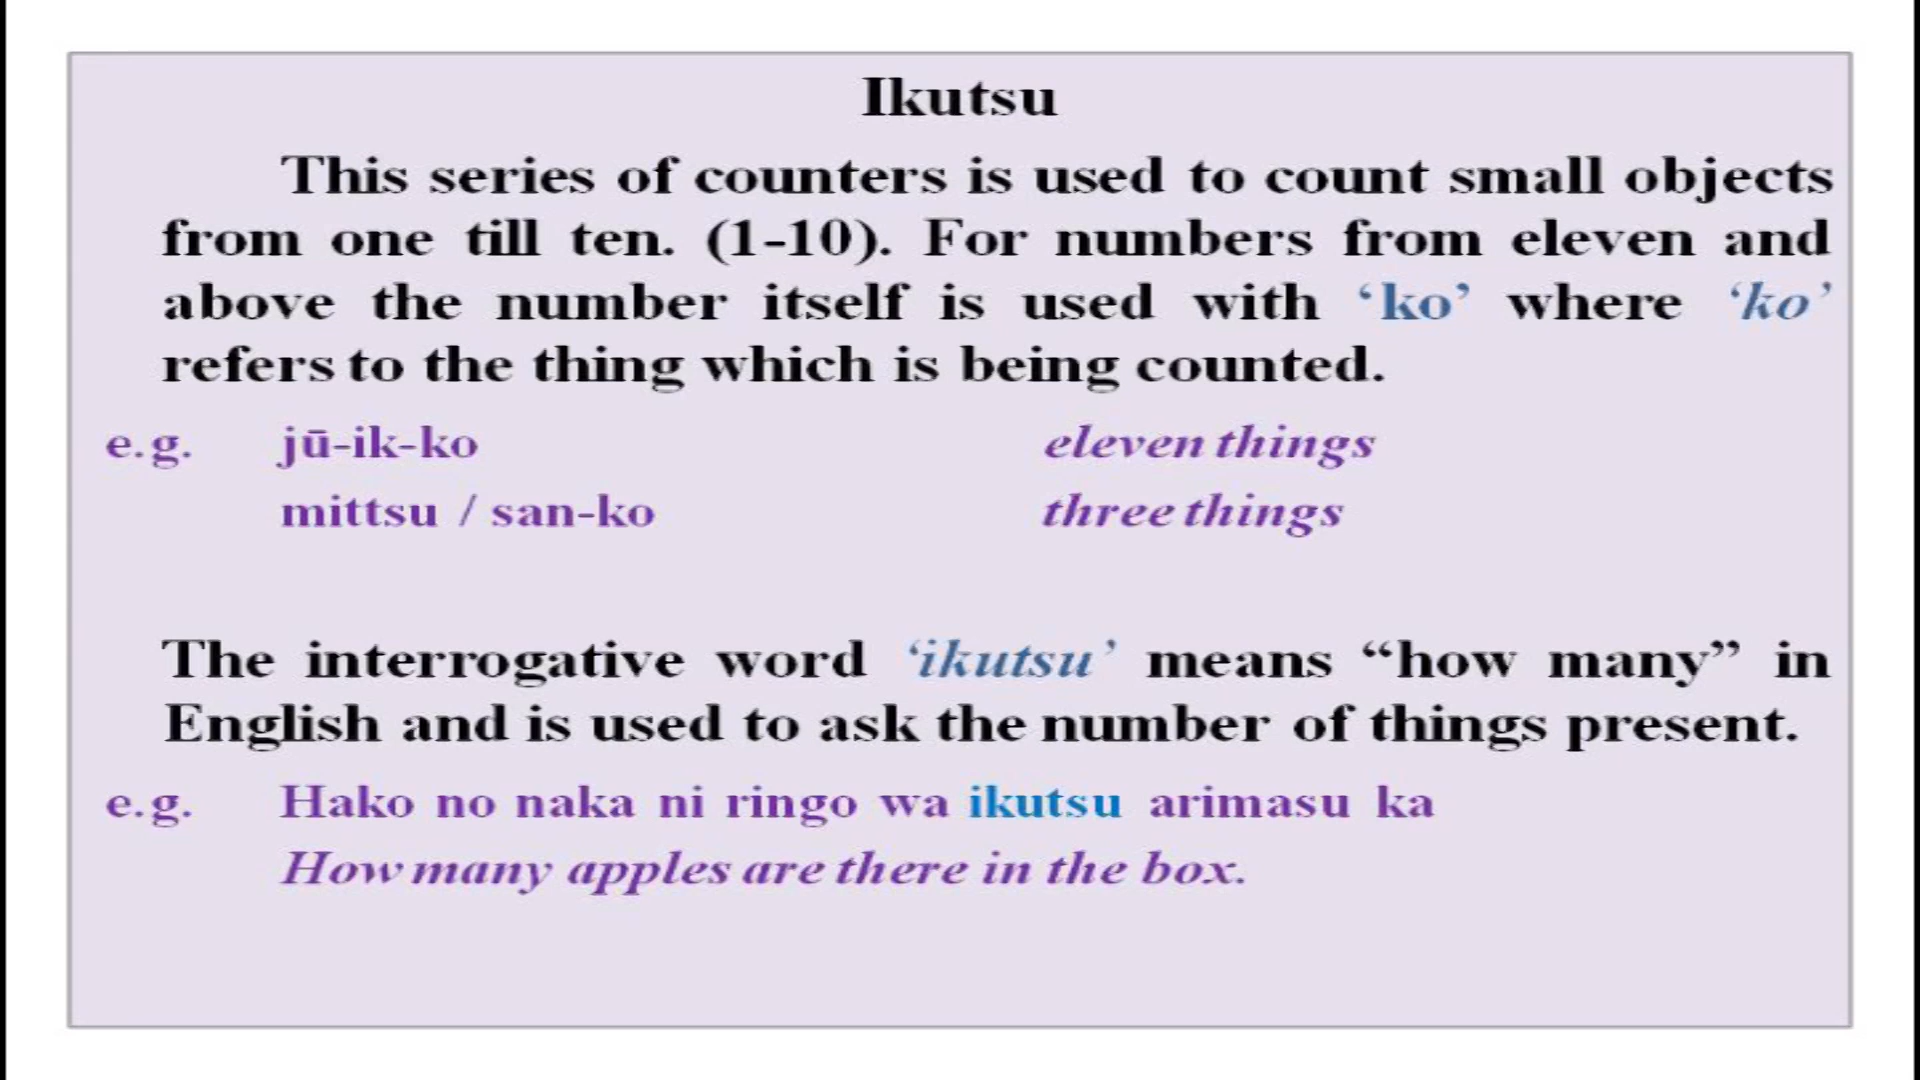 Ikutsu
This series of counters is used to count small objects
from one till ten. (1-10). For numbers from eleven and
above the number itself is used with ‘ko’ where ‘ko’
refers to the thing which is being counted.
e.g. jū-ik-ko eleven things
mittsu / san-ko three things
The interrogative word ‘ikutsu’ means “how many” in
English and is used to ask the number of things present.
e.g. Hako no naka ni ringo wa ikutsu arimasu ka
How many apples are there in the box.